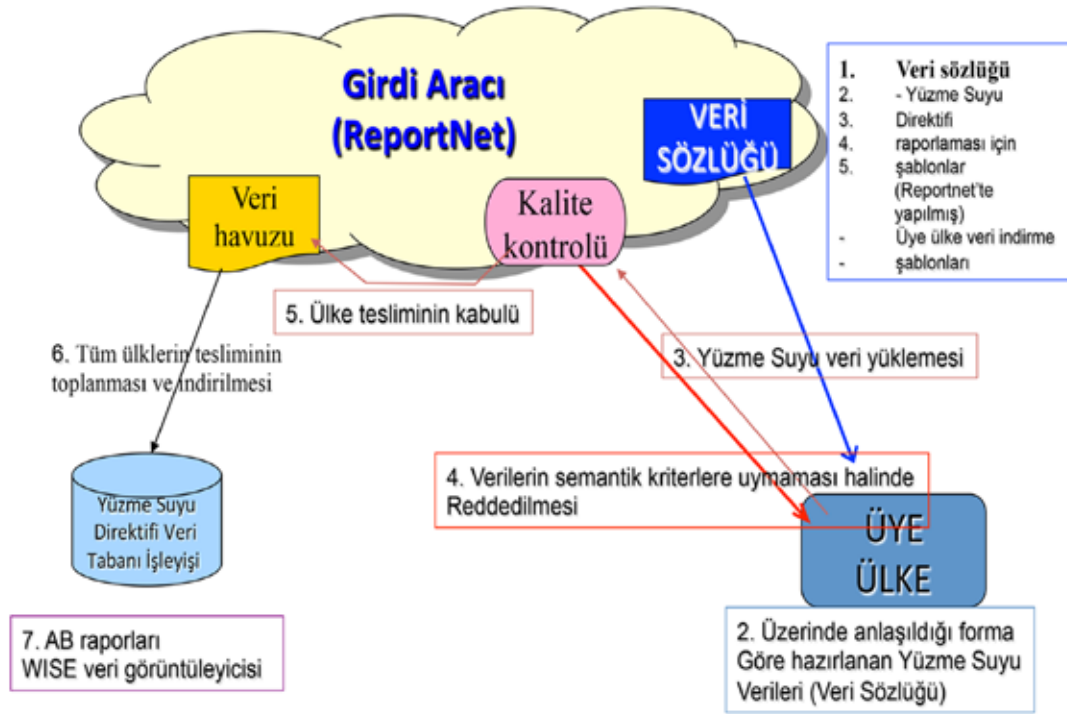 Girdi Aracı
(ReportNet)
VERİ
SÖZLÜĞÜ
Veri
havuzu
Kalite
kontrolü
1. Veri sözlüğü
2. - Yüzme Suyu
3. Direktifi
4. raporlaması için
5. şablonlar
(Reportnet'te
yapılmış)
- Üye ülke veri indirme
- şablonları
5. Ülke tesliminin kabulü
6. Tüm ülklerin tesliminin
toplanması ve indirilmesi
3. Yüzme Suyu veri yüklemesi
4. Verilerin semantik kriterlere uymaması halinde
Reddedilmesi
Yüzme Suyu
Direktifi Veri
Tabanı İşleyişi
ÜYE
ÜLKE
7. AB raporları
WISE veri görüntüleyicisi
2. Üzerinde anlaşıldığı forma
Göre hazırlanan Yüzme Suyu
Verileri (Veri Sözlüğü)